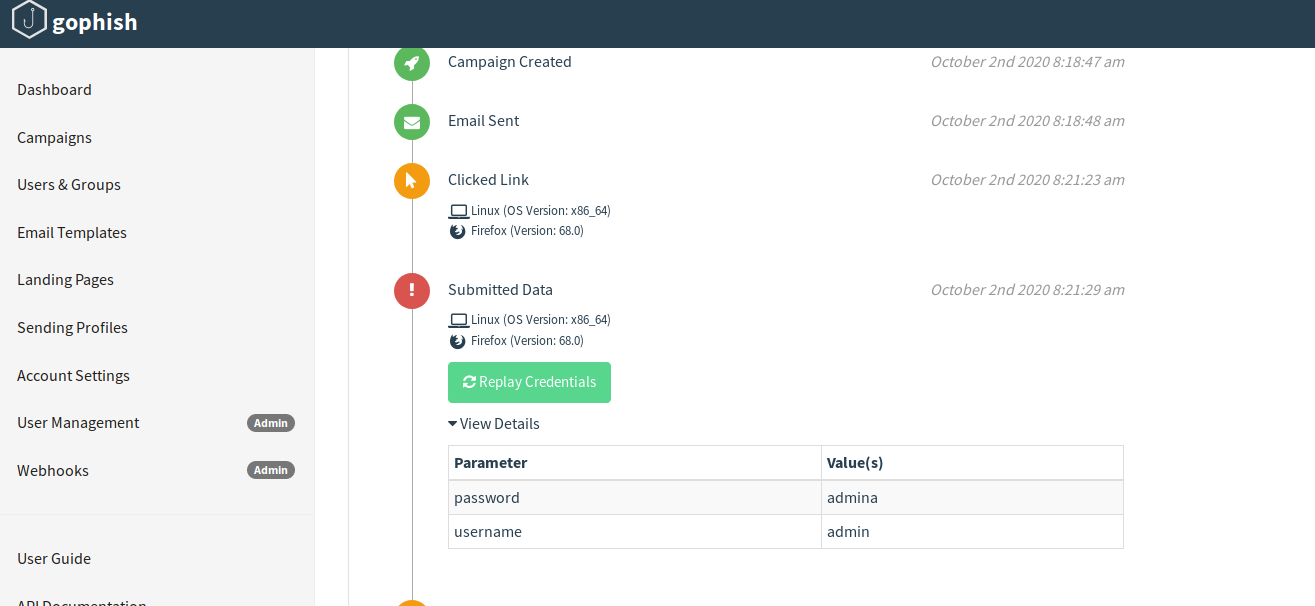 gophish
Dashboard
Campaigns
Users & Groups
Email Templates
Landing Pages
Sending Profiles
Account Settings
User Management Admin
Webhooks Admin
User Guide
API Documentation
Campaign Created October 2nd 2020 8:18:47 am
Email Sent October 2nd 2020 8:18:48 am
Clicked Link October 2nd 2020 8:21:23 am
Linux (OS Version: x86_64)
Firefox (Version: 68.0)
Submitted Data October 2nd 2020 8:21:29 am
Linux (OS Version: x86_64)
Firefox (Version: 68.0)
Replay Credentials
View Details
Parameter Value(s)
password admina
username admin